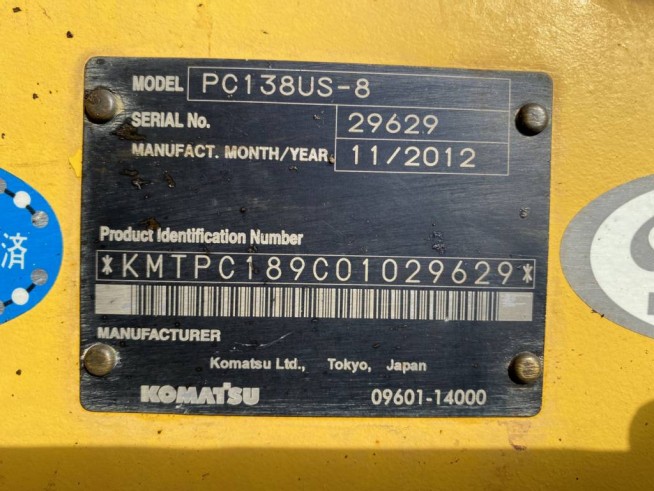 MODEL PC138US-8
SERIAL No. 29629
MANUFACT. MONTH/YEAR 11/2012
Product Identification Number
*KMTPC189C01029629*
MANUFACTURER
Komatsu Ltd., Tokyo, Japan
KOMATSU 09601-14000
済
S